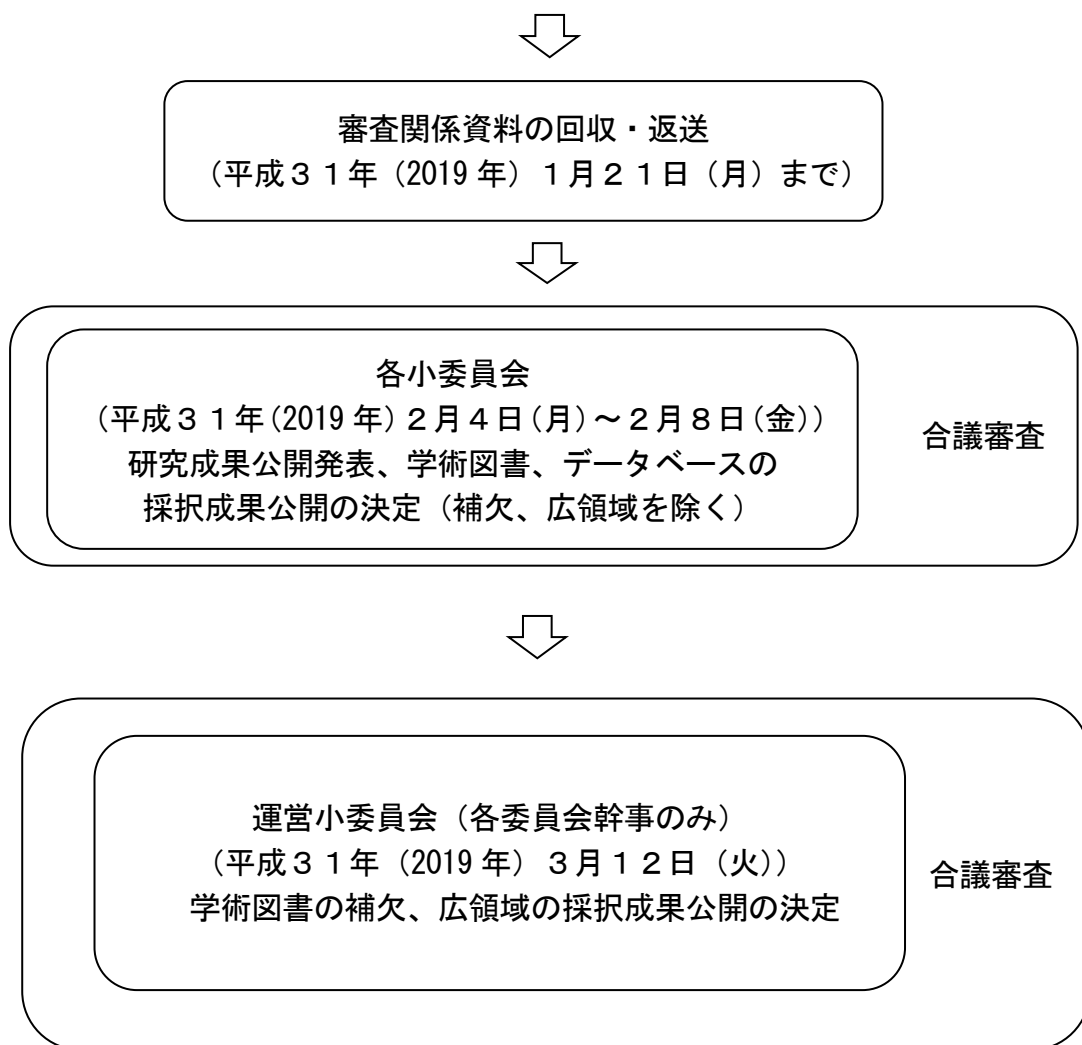 審査関係資料の回収・返送
（平成３１年（2019 年）１月２１日（月）まで）
各小委員会
（平成３１年(2019 年)２月４日(月)～２月８日(金)）
研究成果公開発表、学術図書、データベースの
採択成果公開の決定（補欠、広領域を除く）
合議審査
運営小委員会（各委員会幹事のみ）
（平成３１年（2019 年）３月１２日（火））
学術図書の補欠、広領域の採択成果公開の決定
合議審査